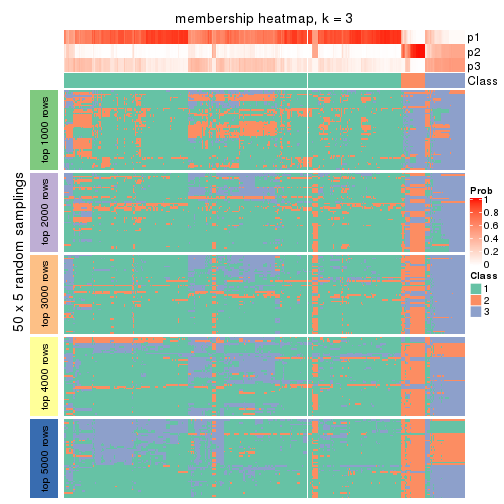 membership heatmap, k = 3
p1
p2
p3
Class
50 x 5 random samplings
top 1000 rows
top 2000 rows
top 3000 rows
top 4000 rows
top 5000 rows
Prob
1
0.8
0.6
0.4
0.2
0
Class
1
2
3